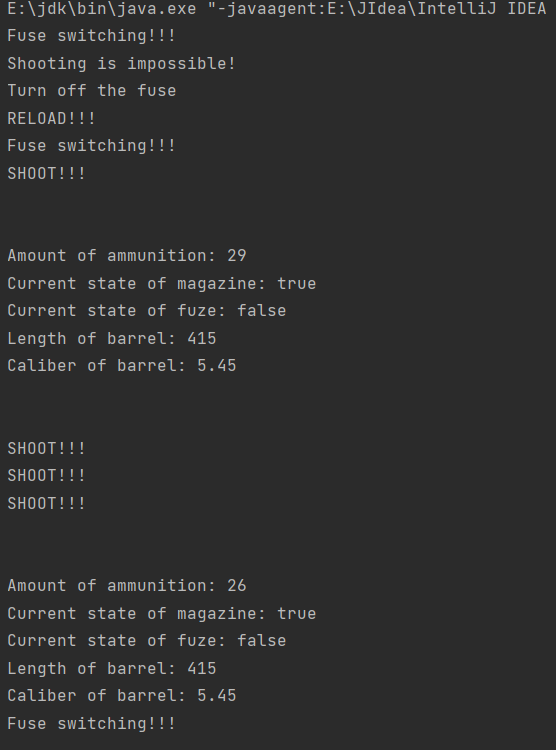 E:\jdk\bin\java.exe "-javaagent:E:\JIdea\IntelliJ IDEA
Fuse switching!!!
Shooting is impossible!
Turn off the fuse
RELOAD!!!
Fuse switching!!!
SHOOT!!!
Amount of ammunition: 29
Current state of magazine: true
Current state of fuze: false
Length of barrel: 415
Caliber of barrel: 5.45
SHOOT!!!
SHOOT!!!
SHOOT!!!
Amount of ammunition: 26
Current state of magazine: true
Current state of fuze: false
Length of barrel: 415
Caliber of barrel: 5.45
Fuse switching!!!